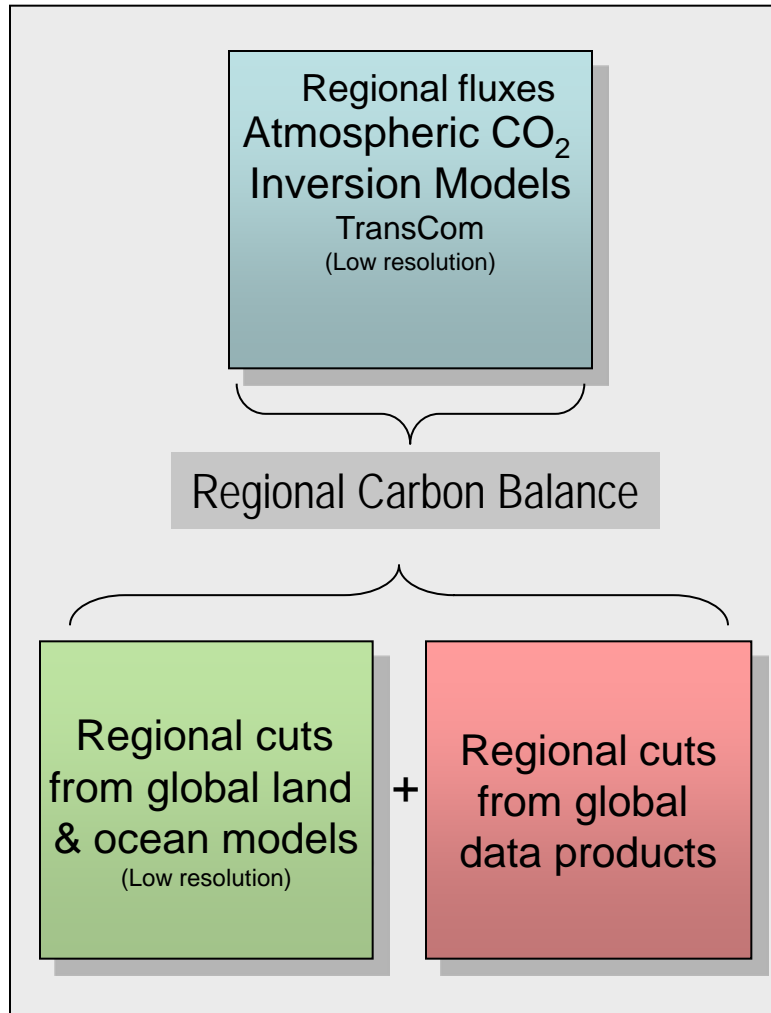 Regional fluxes
Atmospheric CO₂
Inversion Models
TransCom
(Low resolution)
Regional Carbon Balance
Regional cuts
from global land
& ocean models
(Low resolution)
+
Regional cuts
from global
data products